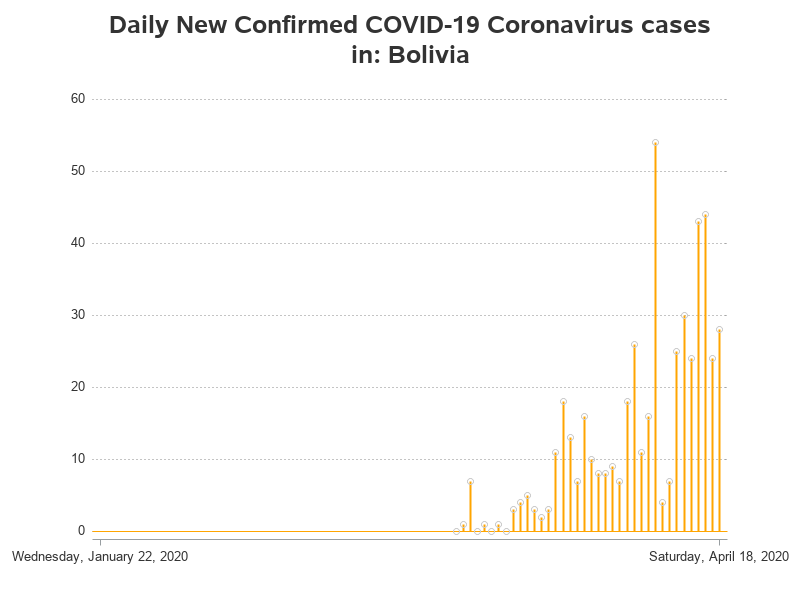 Daily New Confirmed COVID-19 Coronavirus cases
in: Bolivia
60
50
40
30
20
10
0
Wednesday, January 22, 2020
Saturday, April 18, 2020